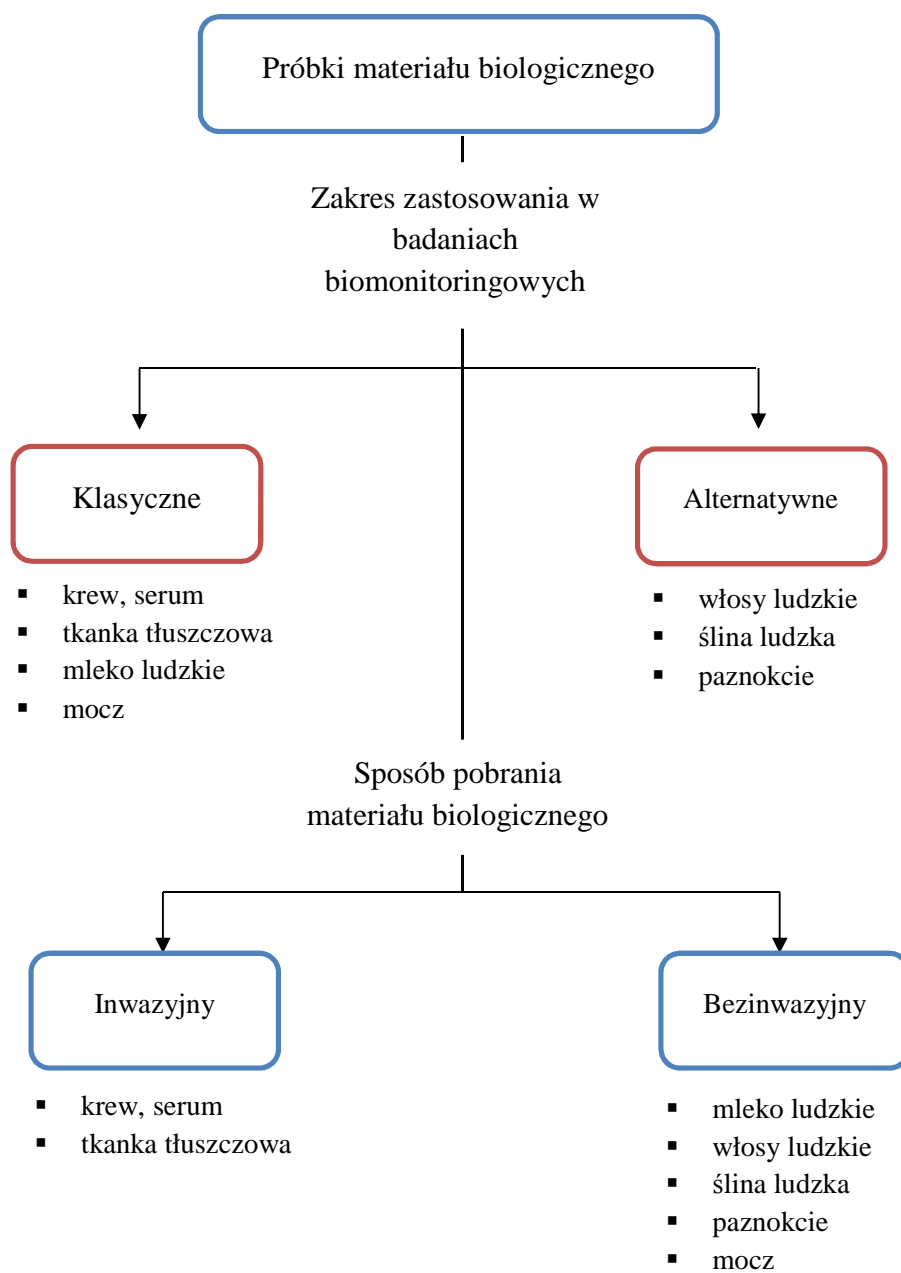 Próbki materiału biologicznego
Zakres zastosowania w
badaniach
biomonitoringowych
Klasyczne
▪ krew, serum
▪ tkanka tłuszczowa
▪ mleko ludzkie
▪ mocz
Alternatywne
▪ włosy ludzkie
▪ ślina ludzka
▪ paznokcie
Sposób pobrania
materiału biologicznego
Inwazyjny
▪ krew, serum
▪ tkanka tłuszczowa
Bezinwazyjny
▪ mleko ludzkie
▪ włosy ludzkie
▪ ślina ludzka
▪ paznokcie
▪ mocz